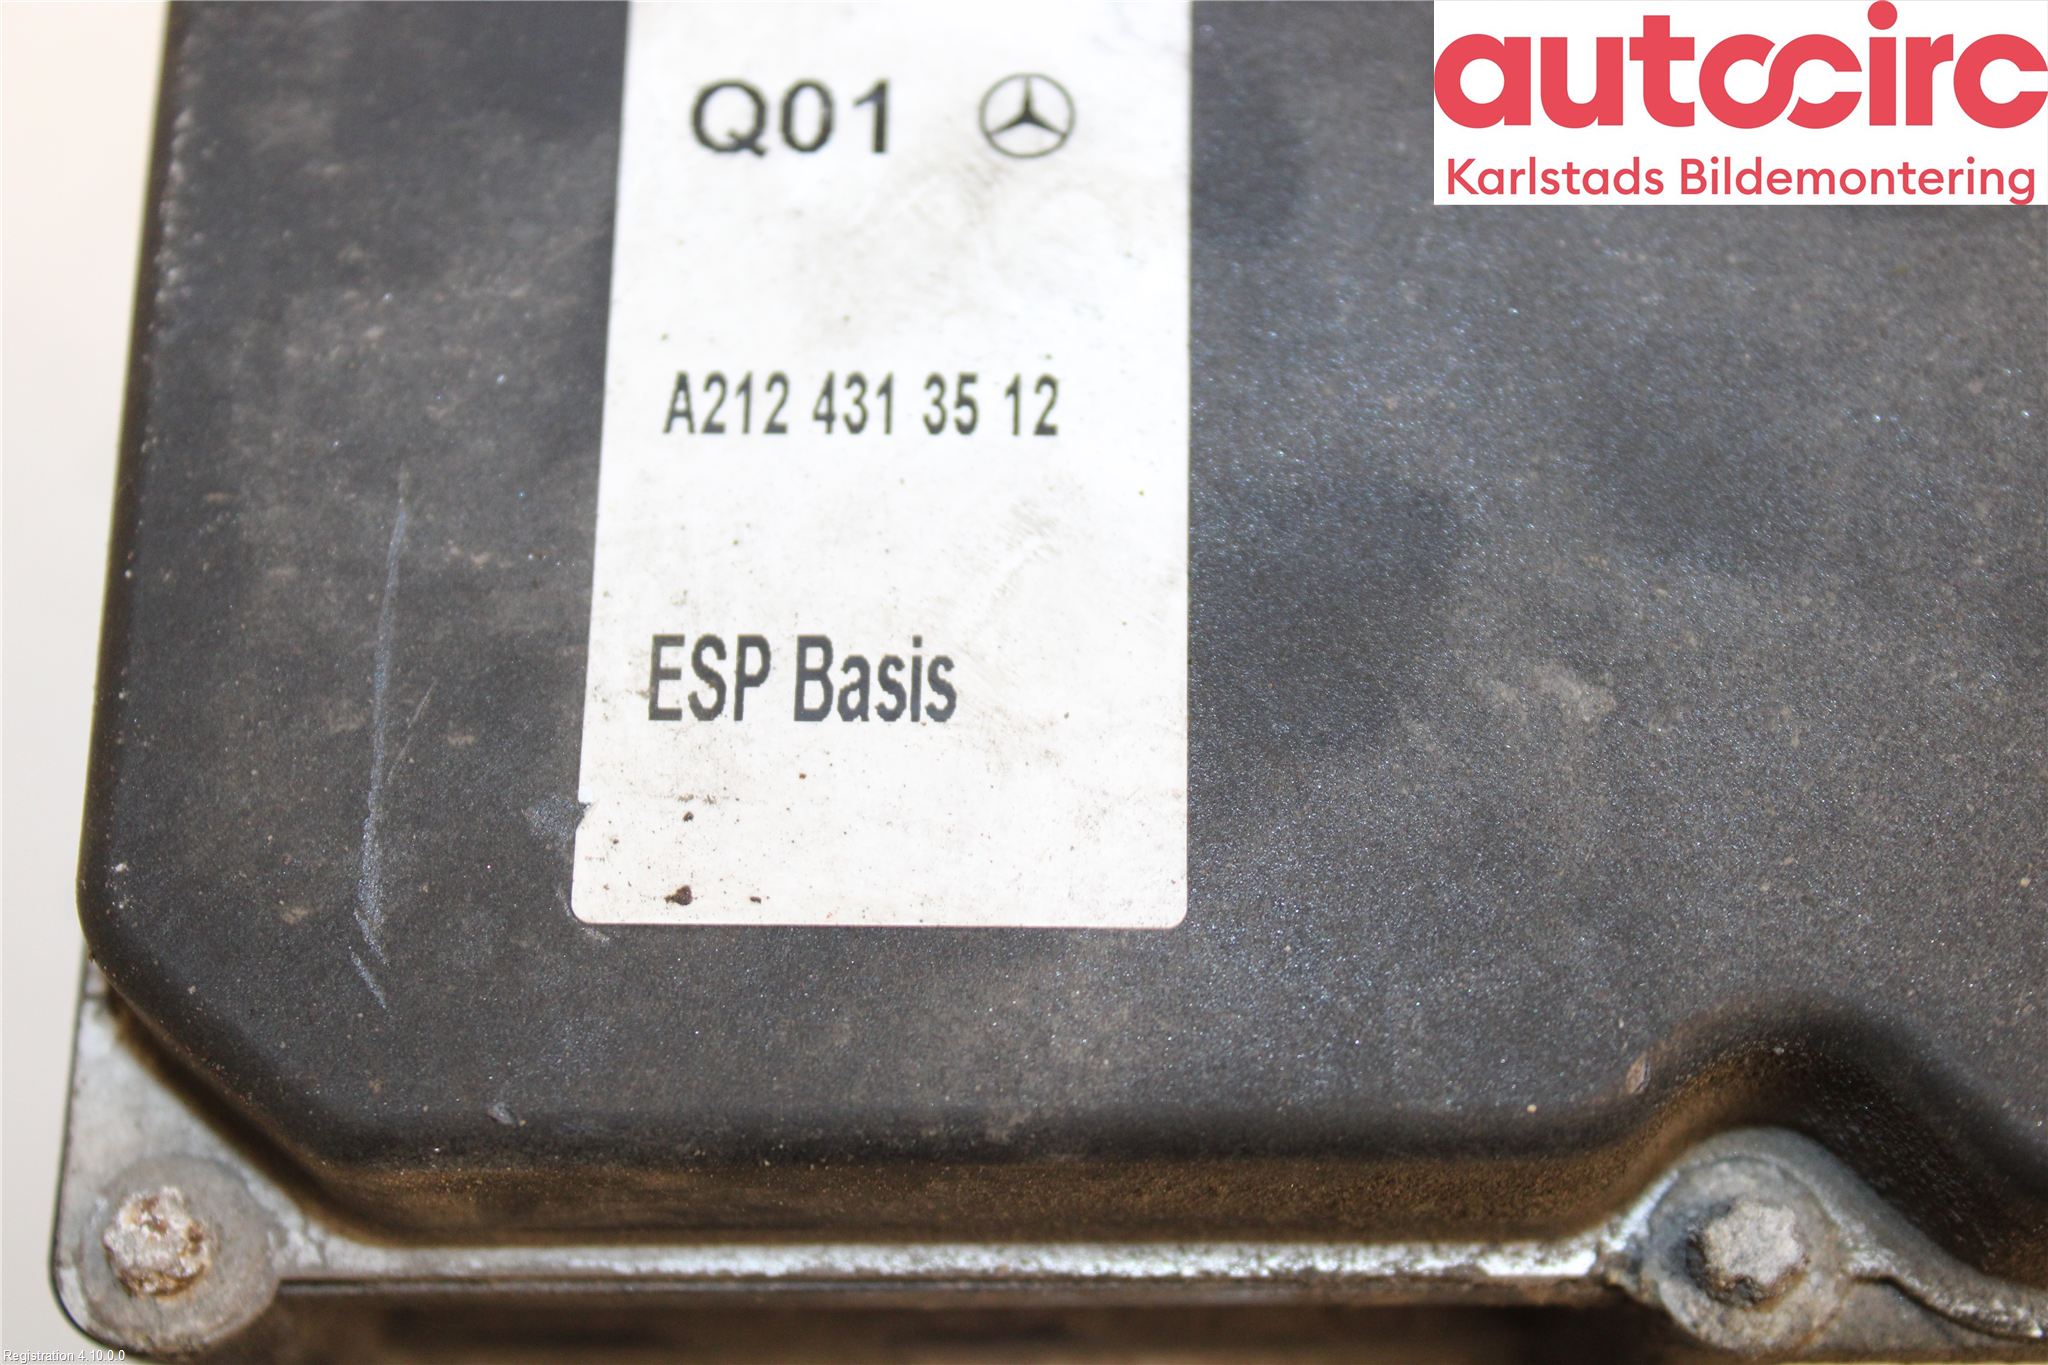 autocirc
Karlstads Bildemontering
Q01
A212 431 35 12
ESP Basis
Registration 4.10.0.0